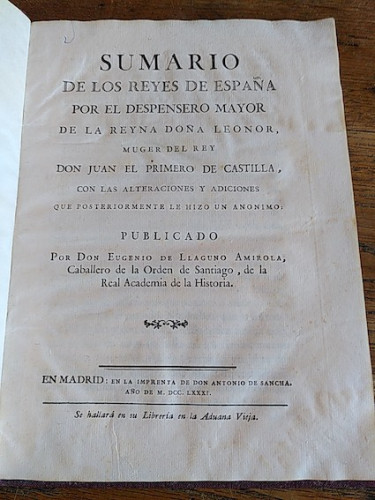 SUMARIO
DE LOS REYES DE ESPAÑA
POR EL DESPENSERO MAYOR
DE LA REYNA DOÑA LEONOR,
MUGER DEL REY
DON JUAN EL PRIMERO DE CASTILLA,
CON LAS ALTERACIONES Y ADICIONES
QUE POSTERIORMENTE LE HIZO UN ANONIMO:
PUBLICADO
POR DON EUGENIO DE LLAGUNO AMIROLA,
Caballero de la Orden de Santiago, de la
Real Academia de la Historia.
EN MADRID: EN LA IMPRENTA DE DON ANTONIO DE SANCHA.
AÑO DE M. DCC. LXXXI.
Se hallará en su Librería en la Aduana Vieja.